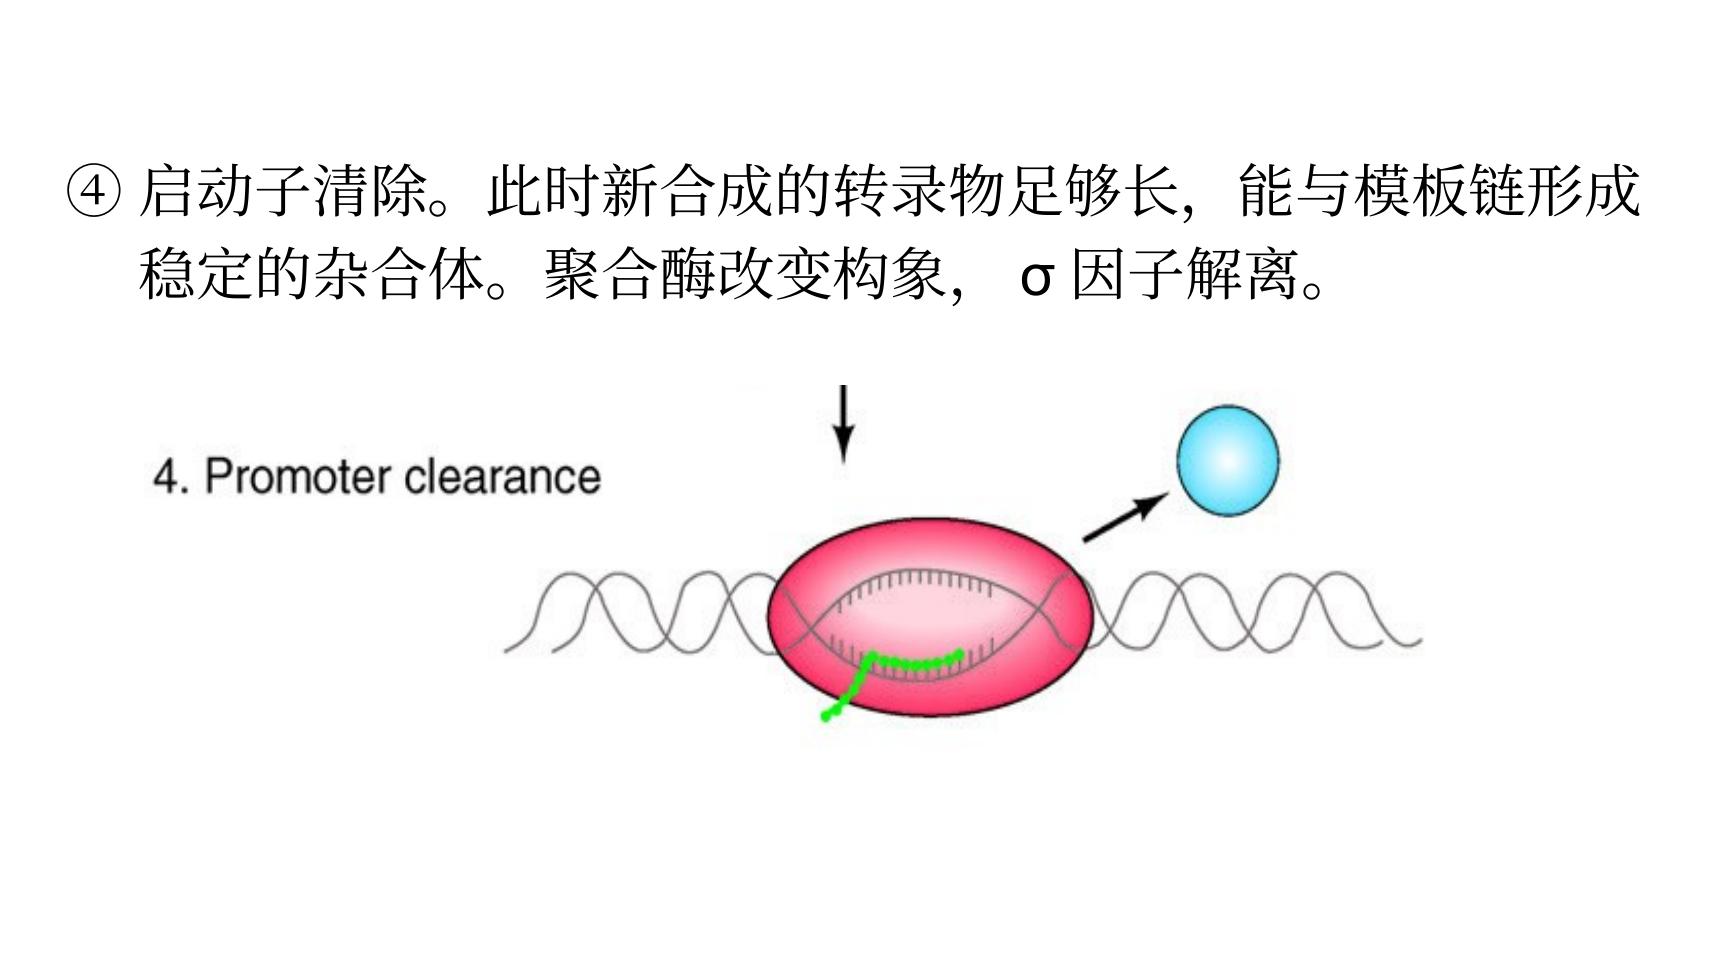 ④ 启动子清除。此时新合成的转录物足够长，能与模板链形成
稳定的杂合体。聚合酶改变构象， σ 因子解离。
4. Promoter clearance